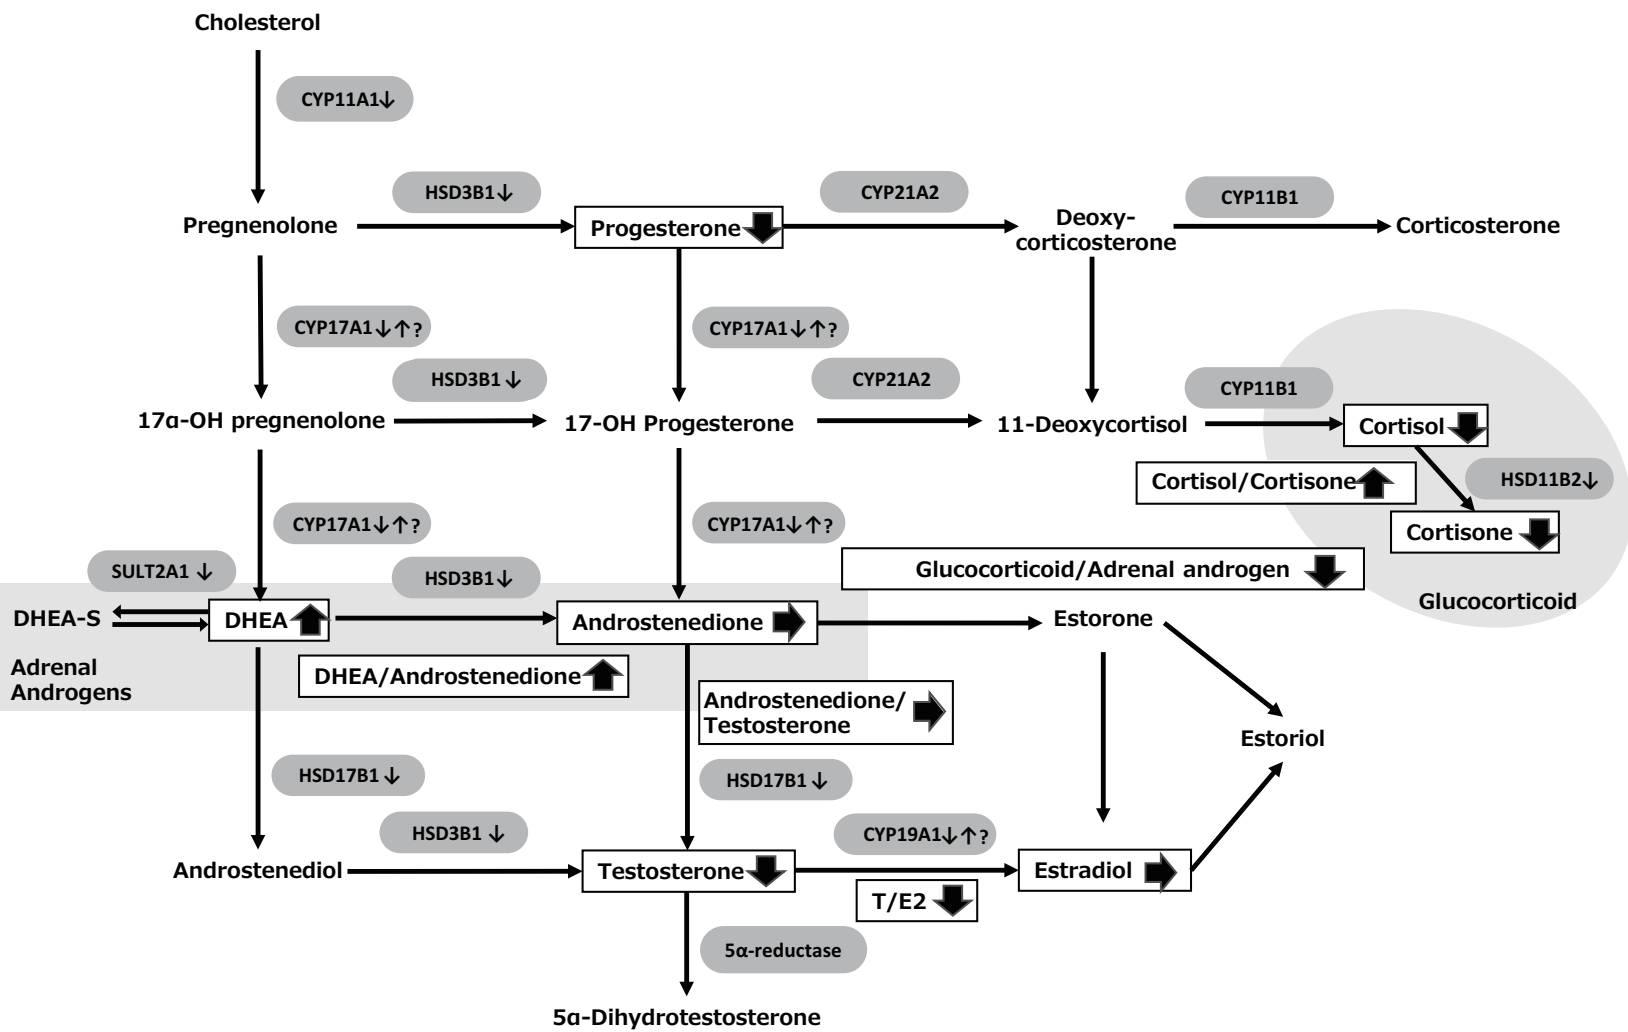 Cholesterol
CYP11A1↓
HSD3B1↓
CYP21A2
CYP11B1
Pregnenolone
Progesterone
Deoxy-
corticosterone
Corticosterone
CYP17A1↓↑?
CYP17A1↓↑?
HSD3B1↓
CYP21A2
CYP11B1
17α-OH pregnenolone
17-OH Progesterone
11-Deoxycortisol
Cortisol
Cortisol/Cortisone
HSD11B2↓
CYP17A1↓↑?
CYP17A1↓↑?
Cortisone
SULT2A1 ↓
HSD3B1↓
Glucocorticoid/Adrenal androgen
Glucocorticoid
DHEA-S
DHEA
Androstenedione
Estorone
Adrenal
Androgens
DHEA/Androstenedione
Androstenedione/
Testosterone
Estoriol
HSD17B1 ↓
HSD17B1 ↓
HSD3B1 ↓
CYP19A1↓↑?
Androstenediol
Testosterone
Estradiol
T/E2
5α-reductase
5α-Dihydrotestosterone